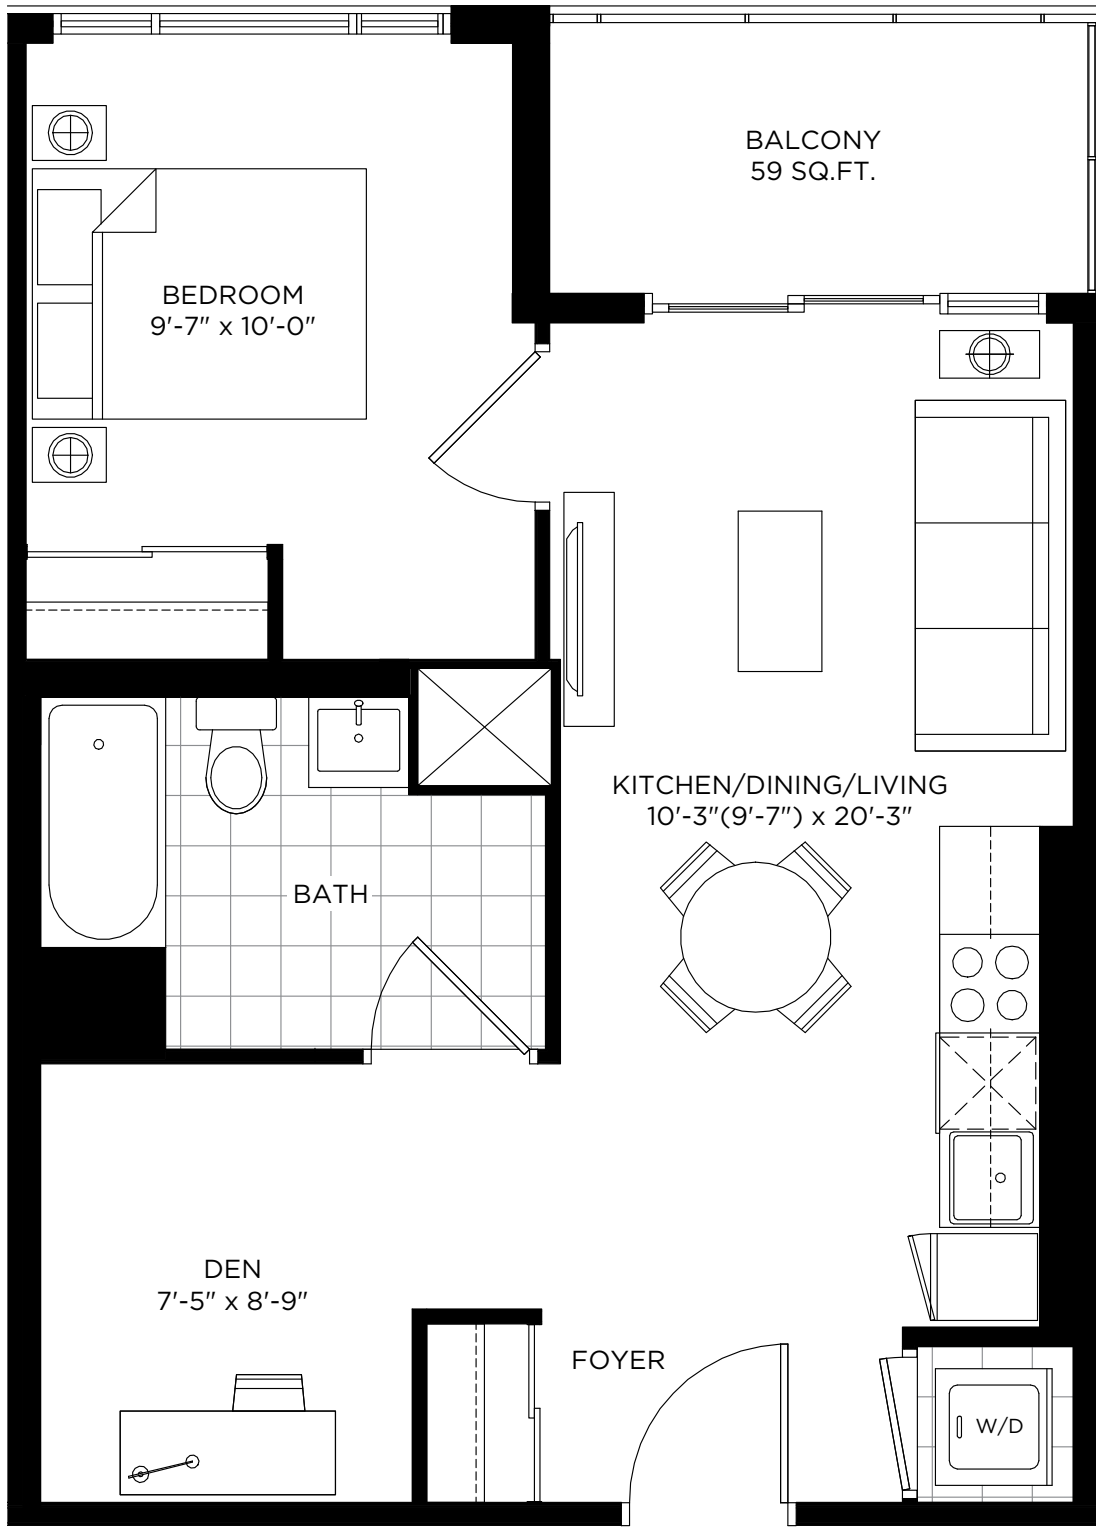 BALCONY
59 SQ.FT.
BEDROOM
9'-7" x 10'-0"
KITCHEN/DINING/LIVING
10'-3"(9'-7") x 20'-3"
BATH
DEN
7'-5" x 8'-9"
FOYER
W/D